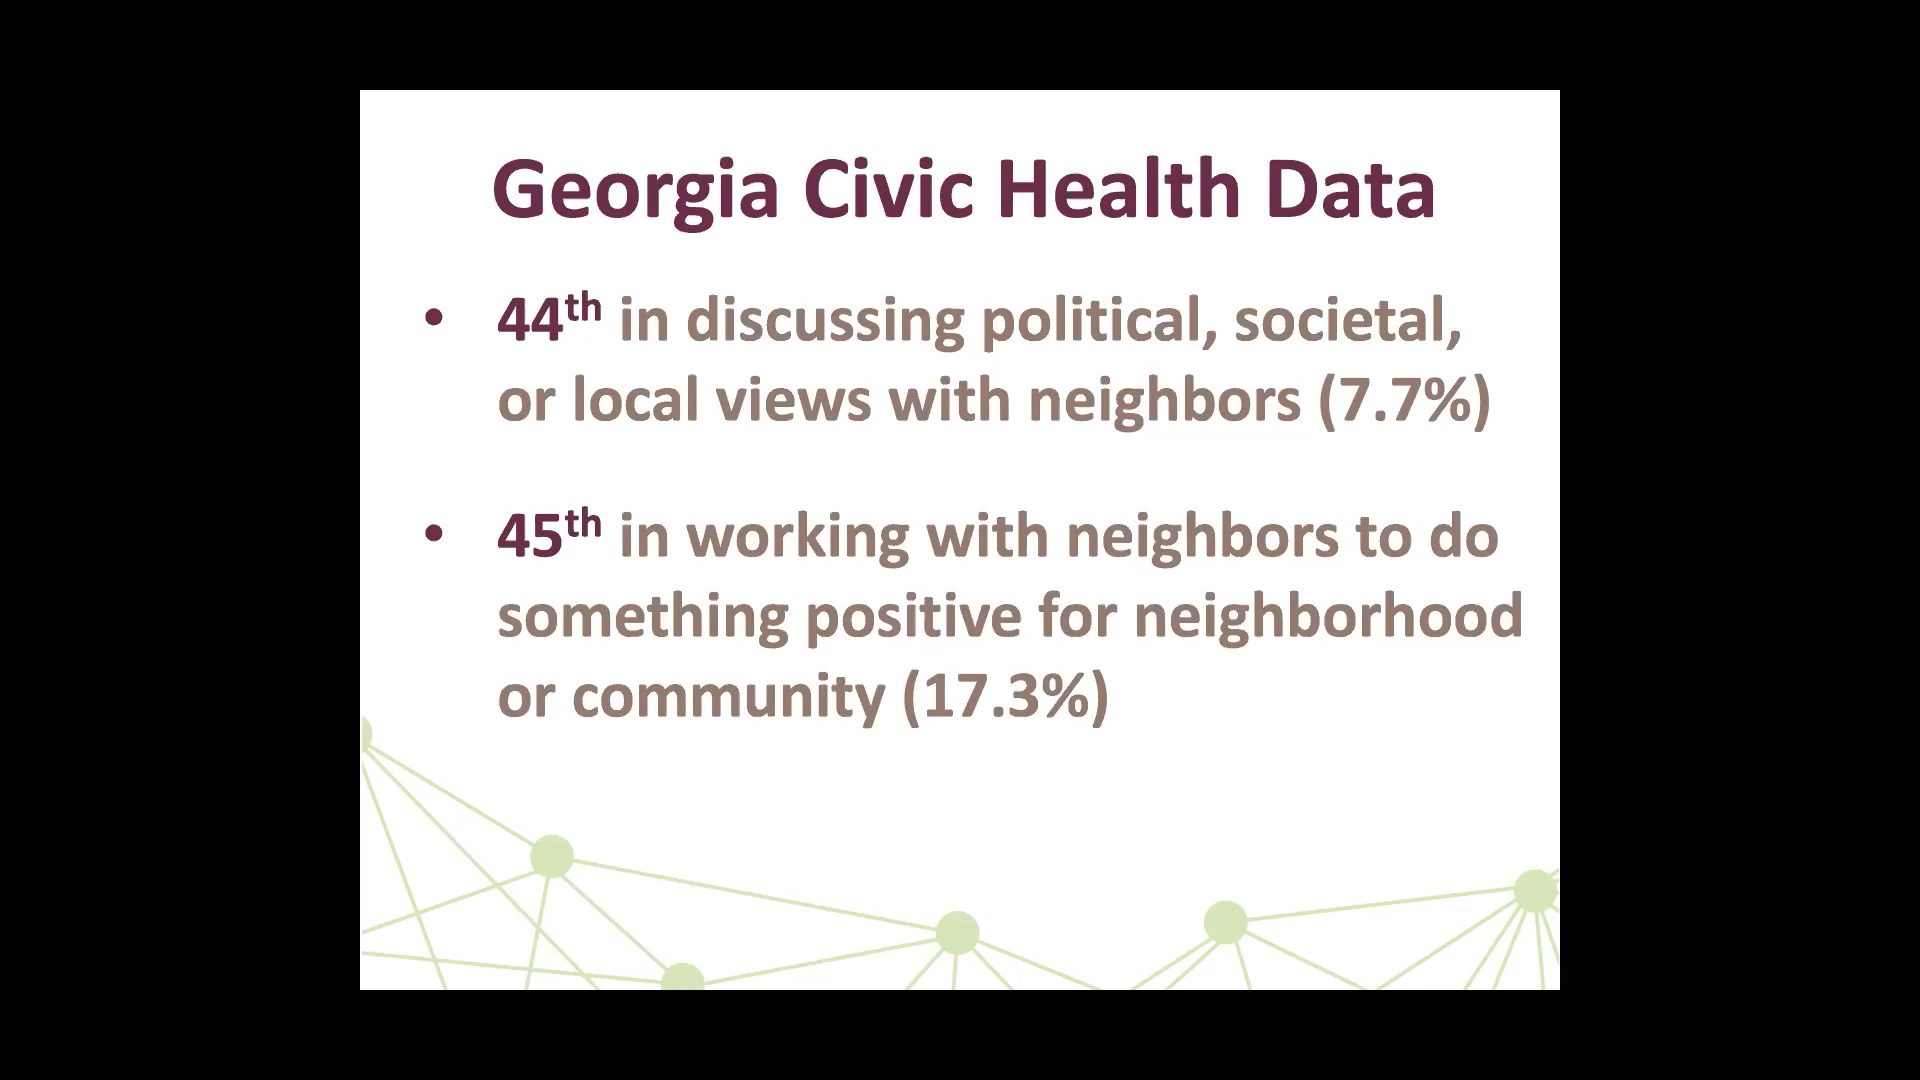 Georgia Civic Health Data
• 44th in discussing political, societal,
or local views with neighbors (7.7%)
• 45th in working with neighbors to do
something positive for neighborhood
or community (17.3%)